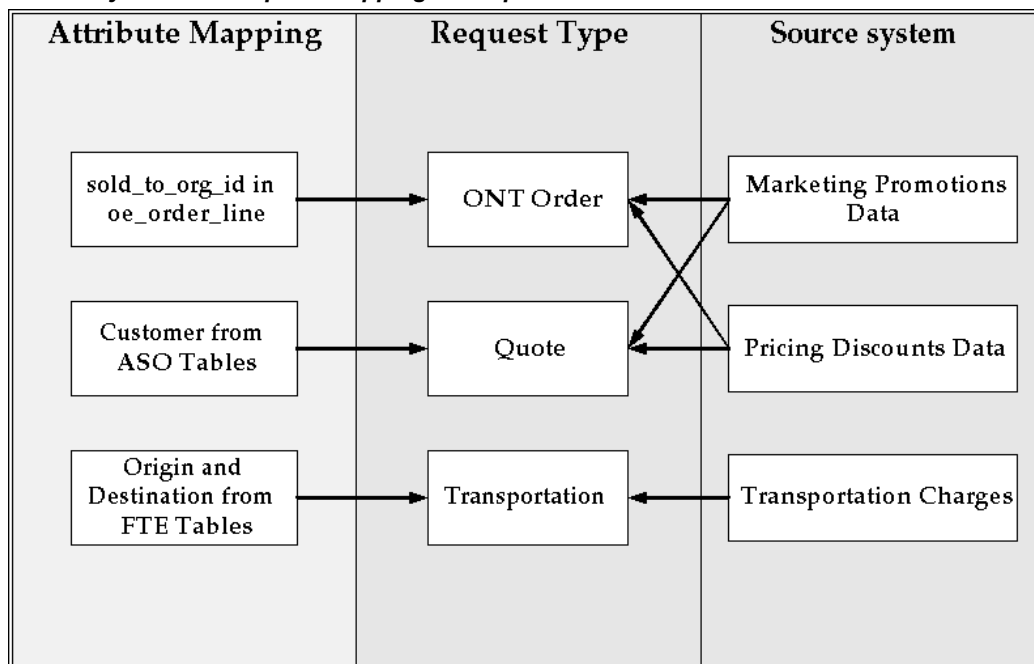 Attribute Mapping
Request Type
Source system
sold_to_org_id in
oe_order_line
ONT Order
Marketing Promotions
Data
Customer from
ASO Tables
Quote
Pricing Discounts Data
Origin and
Destination from
FTE Tables
Transportation
Transportation Charges